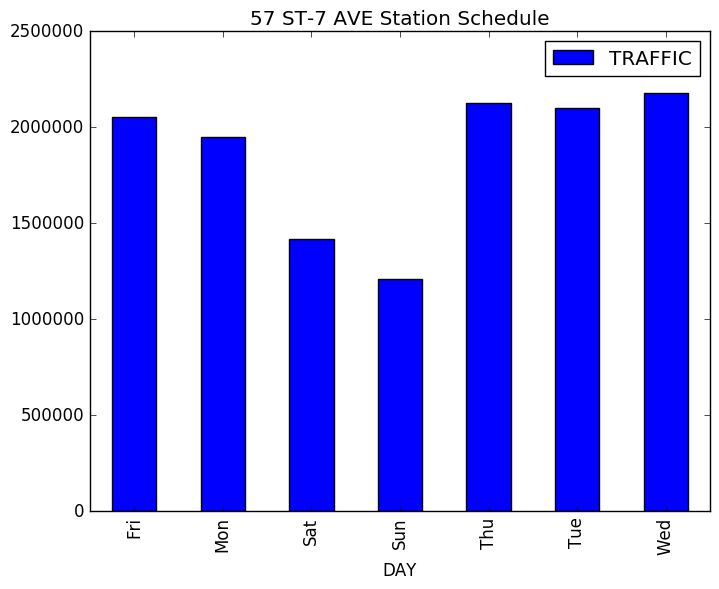 57 ST-7 AVE Station Schedule
TRAFFIC
2500000
2000000
1500000
1000000
500000
0
Fri
Mon
Sat
Sun
Thu
Tue
Wed
DAY